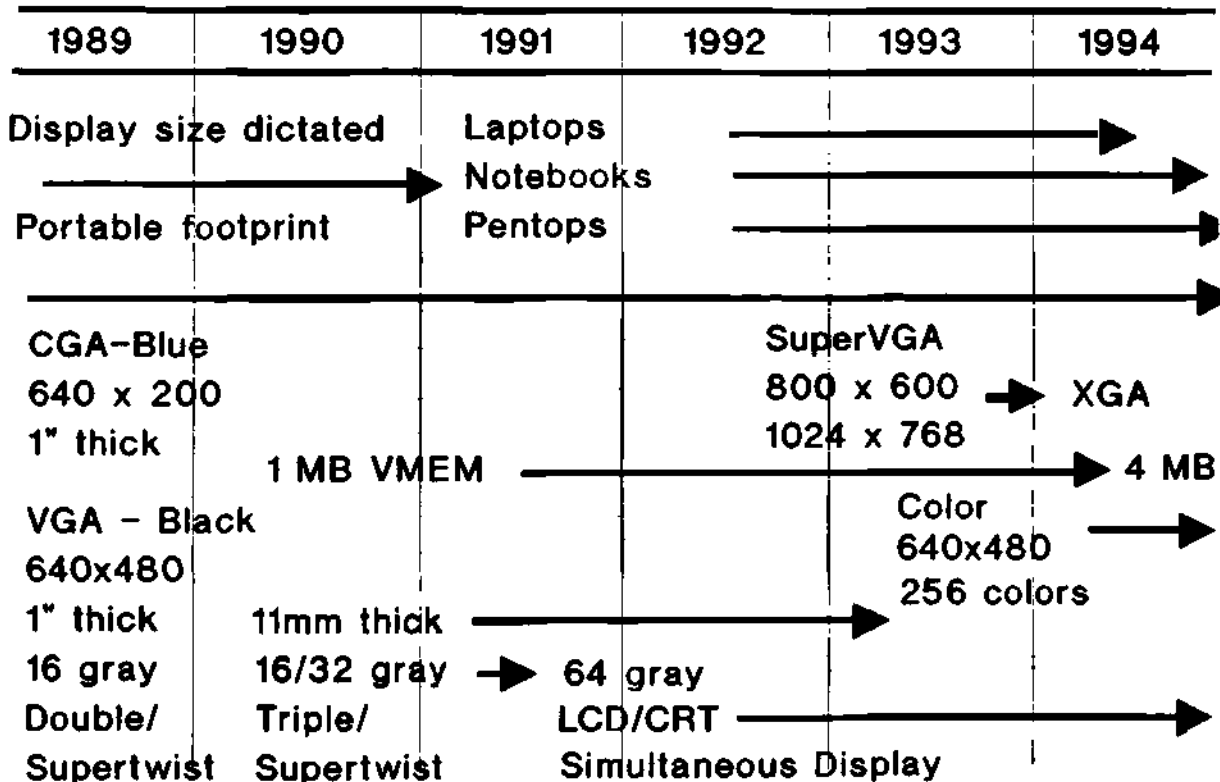 1989 1990 1991 1992 1993 1994
Display size dictated Laptops
Notebooks
Portable footprint Pentops
CGA-Blue SuperVGA
640 x 200 800 x 600 XGA
1" thick 1024 x 768
1 MB VMEM 4 MB
VGA - Black Color
640x480 640x480
256 colors
1" thick 11mm thick
16 gray 16/32 gray 64 gray
Double/ Triple/ LCD/CRT
Supertwist Supertwist Simultaneous Display